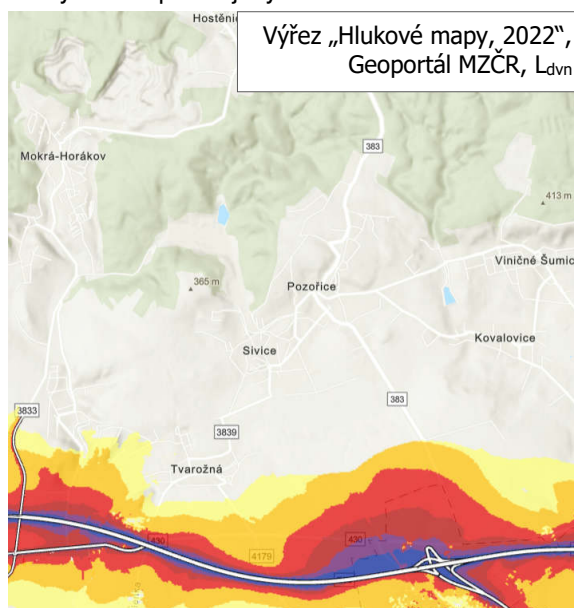 Hostěnic
Výřez „Hlukové mapy, 2022“,
Geoportál MZČR, Ldvn
Mokrá-Horákov
383
413 m
Viničné Šumic
365 m
Pozořice
Sivice
Kovalovice
3833
383
3839
Tvarožná
430
4179
430